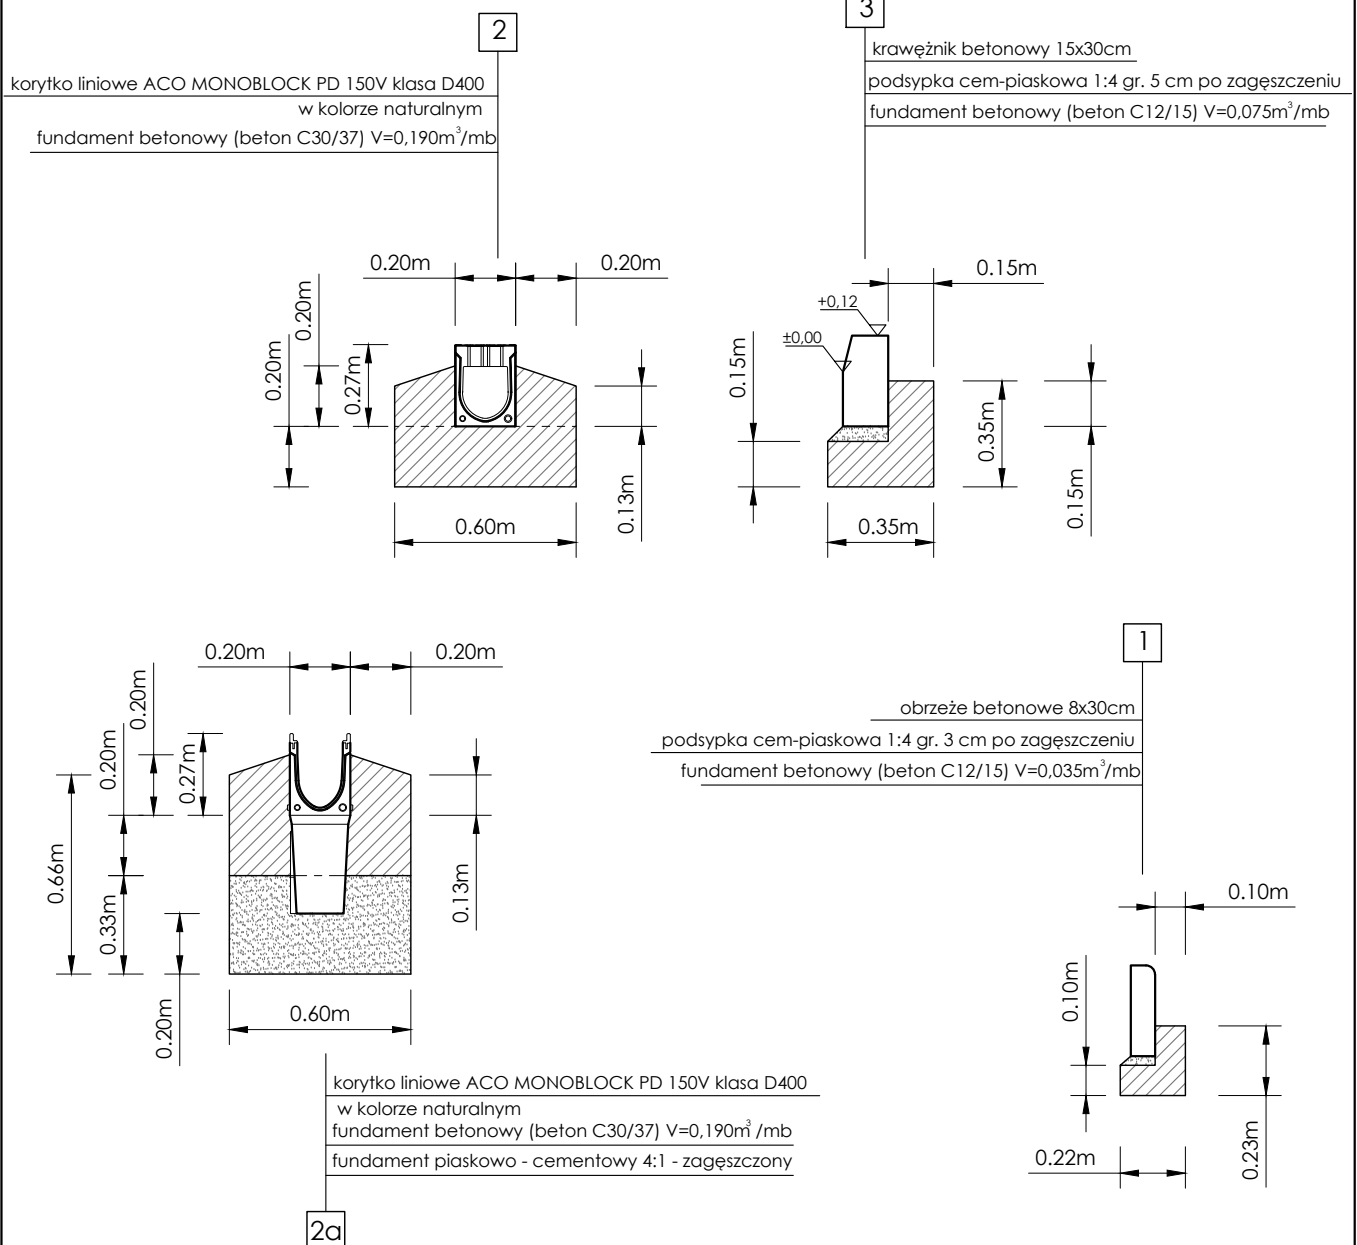 2
korytko liniowe ACO MONOBLOCK PD 150V klasa D400
w kolorze naturalnym
fundament betonowy (beton C30/37) V=0,190m³/mb
3
krawężnik betonowy 15x30cm
podsypka cem-piaskowa 1:4 gr. 5 cm po zagęszczeniu
fundament betonowy (beton C12/15) V=0,075m³/mb
0.20m
0.20m
0.20m
0.20m
0.27m
0.13m
0.60m
0.15m
+0,12
±0,00
0.15m
0.35m
0.15m
0.35m
0.20m
0.20m
0.20m
0.20m
0.27m
0.66m
0.33m
0.13m
0.20m
0.60m
korytko liniowe ACO MONOBLOCK PD 150V klasa D400
w kolorze naturalnym
fundament betonowy (beton C30/37) V=0,190m³/mb
fundament piaskowo - cementowy 4:1 - zagęszczony
2a
1
obrzeże betonowe 8x30cm
podsypka cem-piaskowa 1:4 gr. 3 cm po zagęszczeniu
fundament betonowy (beton C12/15) V=0,035m³/mb
0.10m
0.10m
0.23m
0.22m